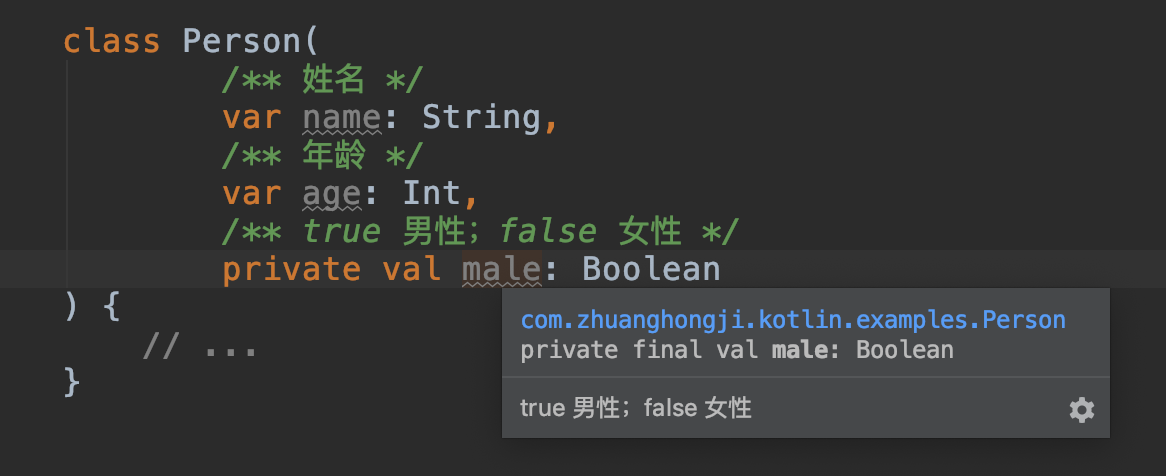 class Person(
/** 姓名 */
var name: String,
/** 年龄 */
var age: Int,
/** true 男性；false 女性 */
private val male: Boolean
) {
// ...
}
com.zhuanghongji.kotlin.examples.Person
private final val male: Boolean
true 男性；false 女性